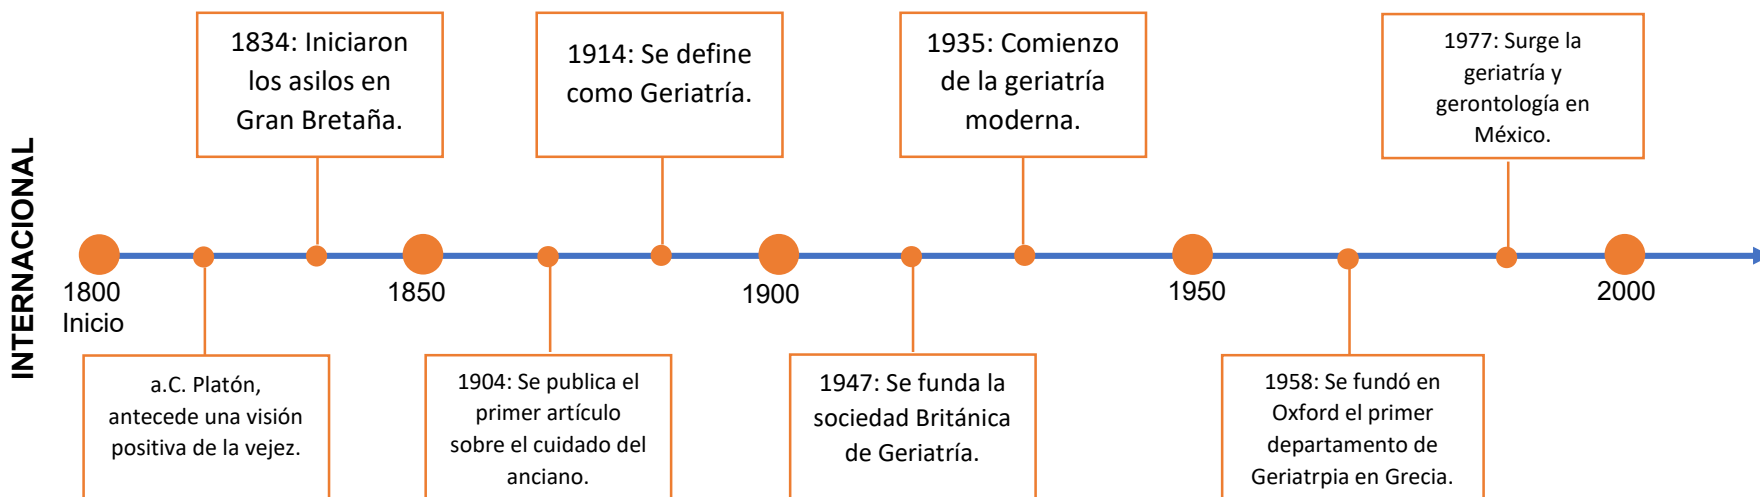 INTERNACIONAL
1834: Iniciaron
los asilos en
Gran Bretaña.
1914: Se define
como Geriatría.
1935: Comienzo
de la geriatría
moderna.
1977: Surge la
geriatría y
gerontología en
México.
1800
Inicio
1850
1900
1950
2000
a.C. Platón,
antecede una visión
positiva de la vejez.
1904: Se publica el
primer artículo
sobre el cuidado del
anciano.
1947: Se funda la
sociedad Británica
de Geriatría.
1958: Se fundó en
Oxford el primer
departamento de
Geriatrpia en Grecia.